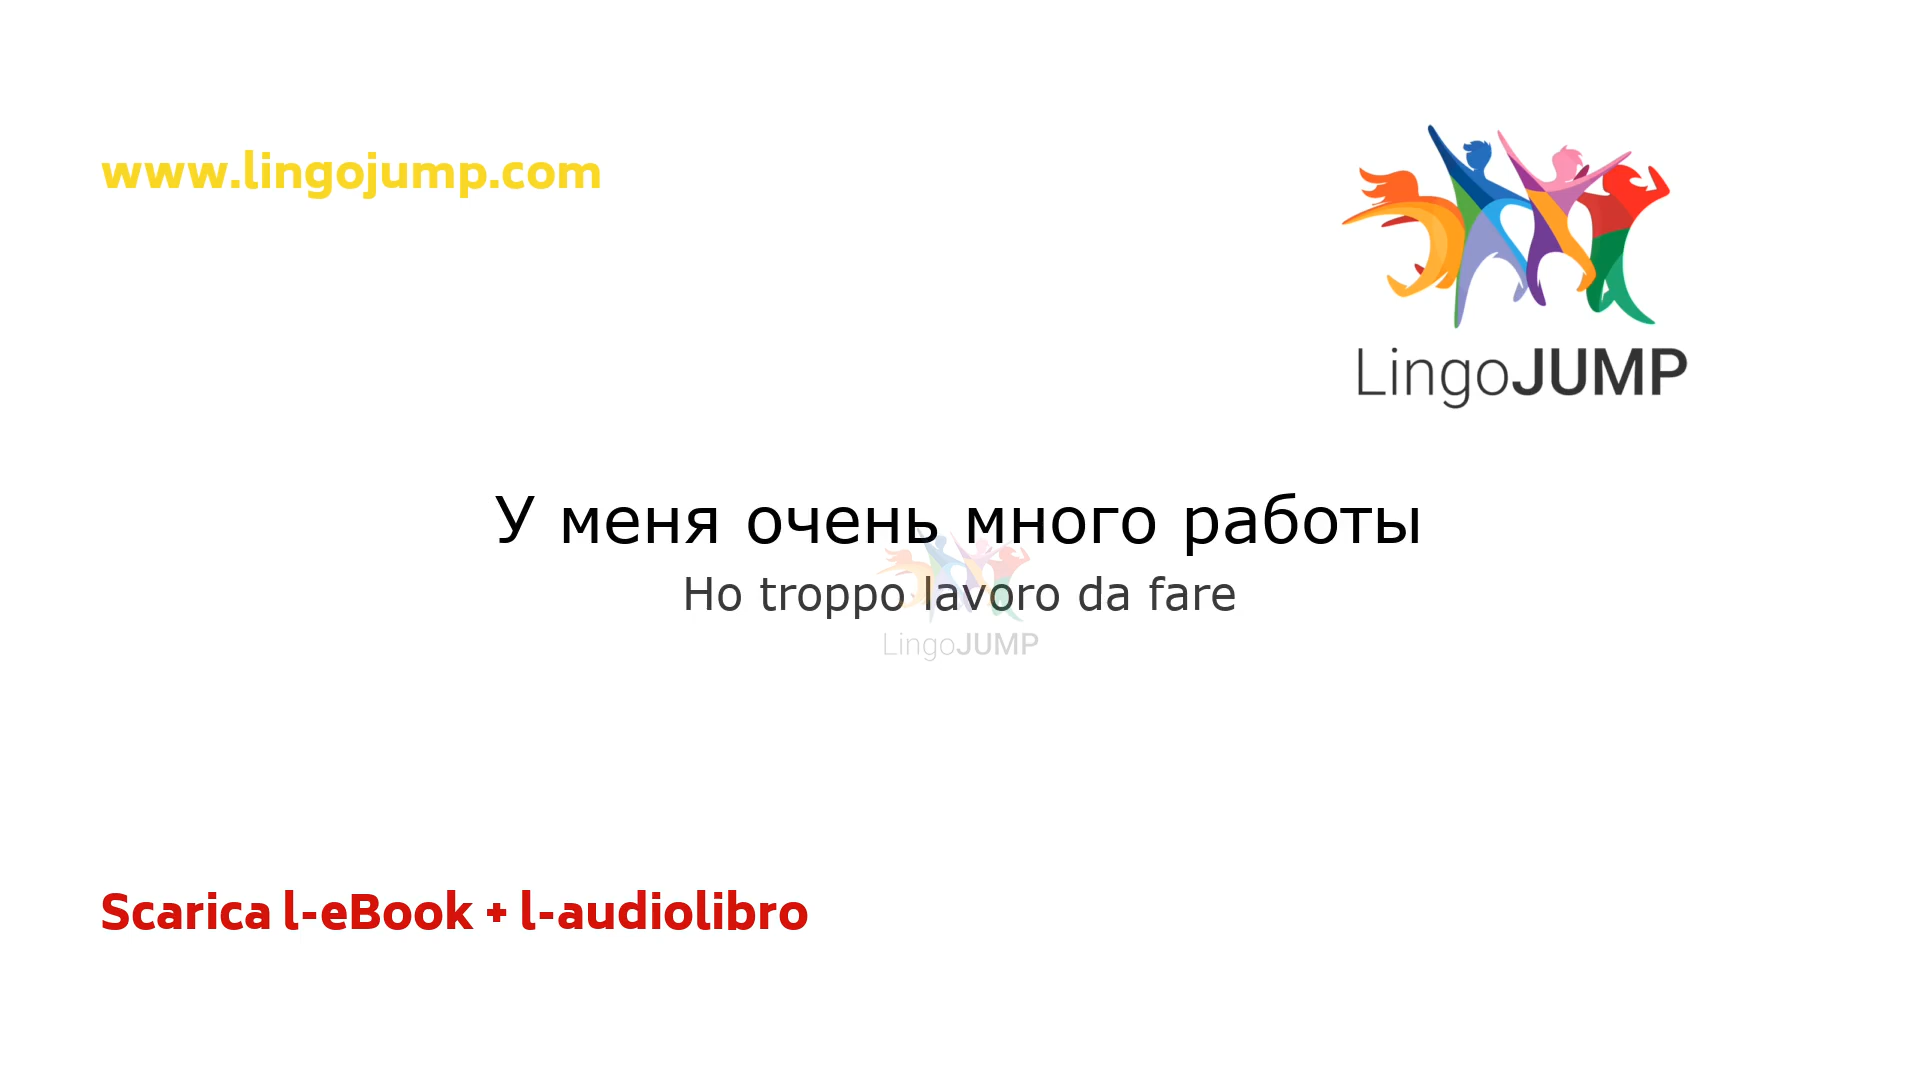 www.lingojump.com
LingoJUMP
У меня очень много работы
Ho troppo lavoro da fare
LingoJUMP
Scarica l-eBook + l-audiolibro